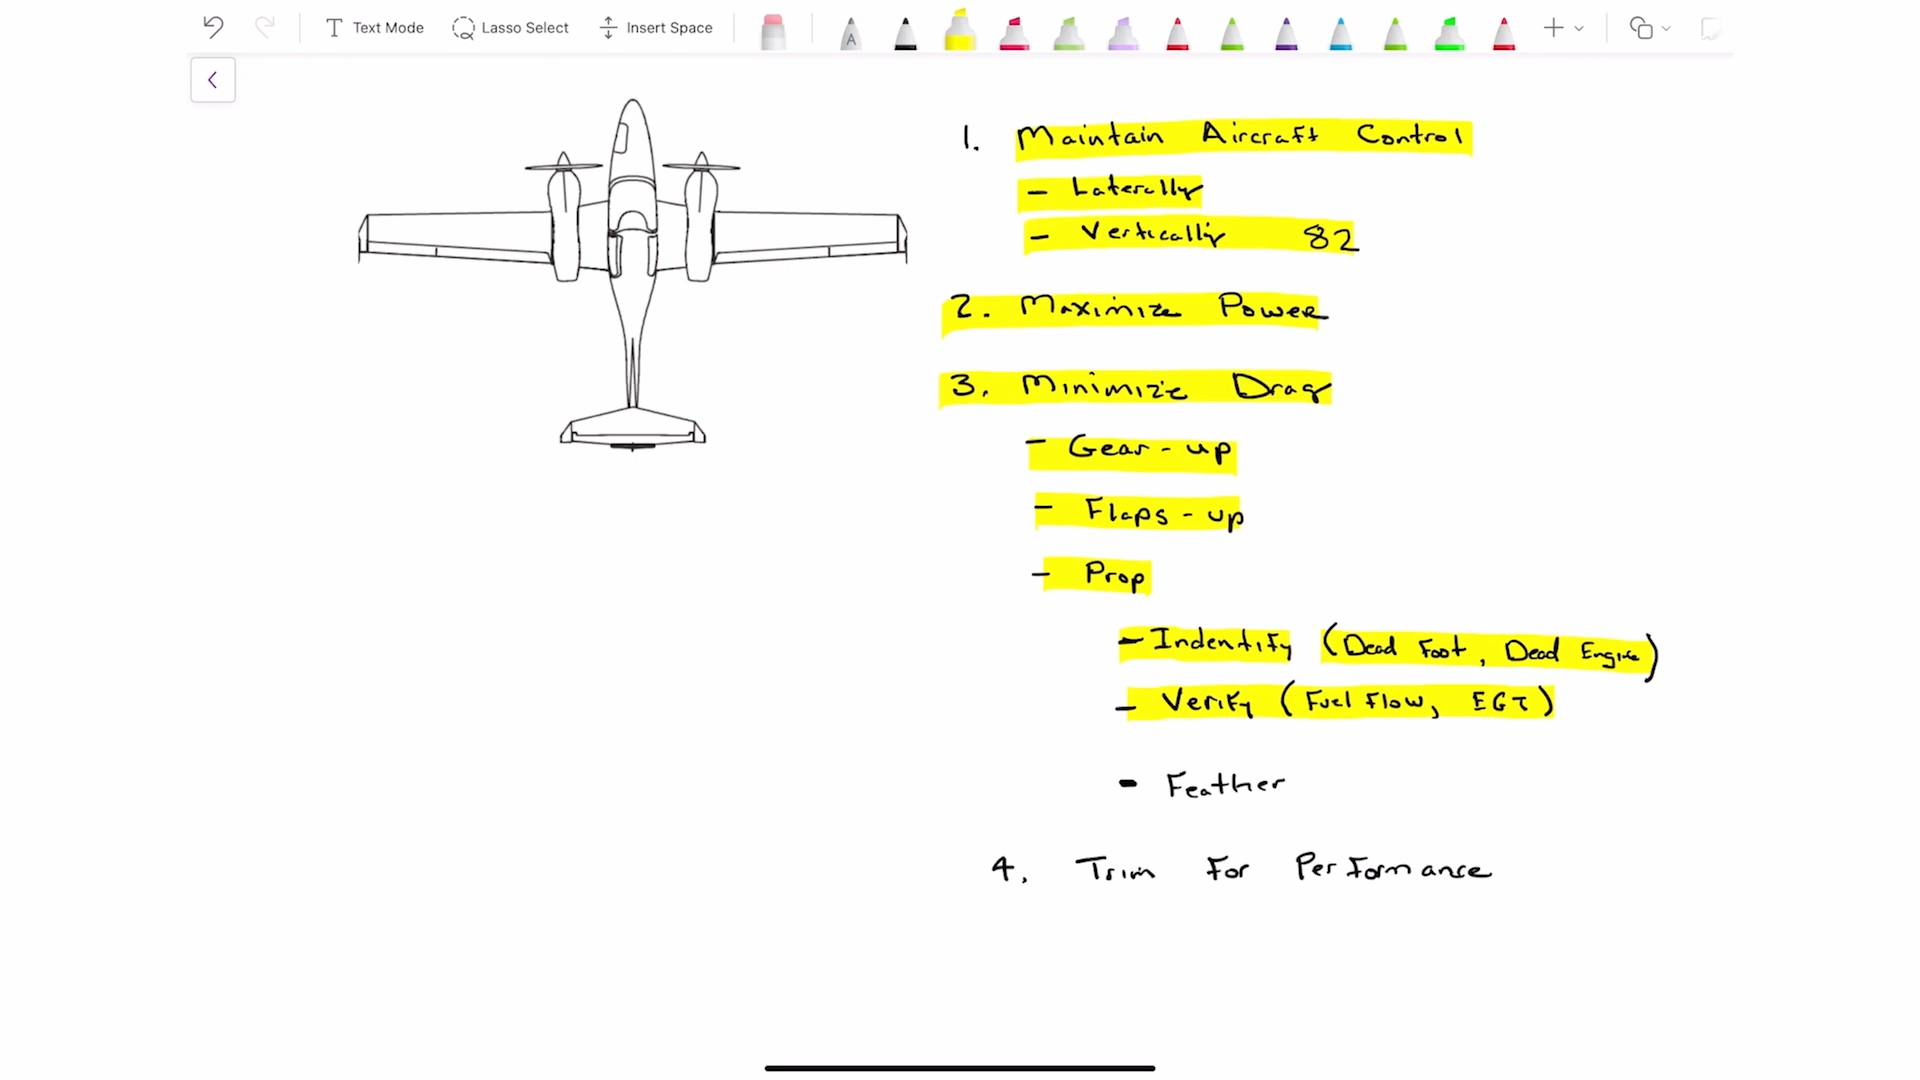 Text Mode
Lasso Select
Insert Space
A
1. Maintain Aircraft Control
- Laterally
- Vertically 82
2. Maximize Power
3. Minimize Drag
- Gear - up
- Flaps - up
- Prop
- Indentify (Dead Foot, Dead Engine)
- Verify (Fuel Flow, EGT)
- Feather
4. Trim For Performance